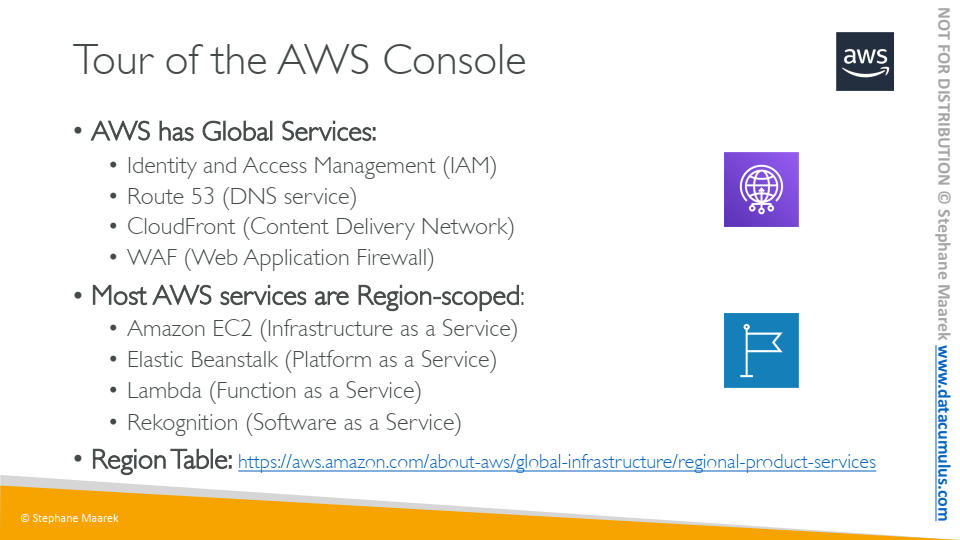 Tour of the AWS Console
aws
• AWS has Global Services:
• Identity and Access Management (IAM)
• Route 53 (DNS service)
• CloudFront (Content Delivery Network)
• WAF (Web Application Firewall)
• Most AWS services are Region-scoped:
• Amazon EC2 (Infrastructure as a Service)
• Elastic Beanstalk (Platform as a Service)
• Lambda (Function as a Service)
• Rekognition (Software as a Service)
• Region Table: https://aws.amazon.com/about-aws/global-infrastructure/regional-product-services
© Stephane Maarek
NOT FOR DISTRIBUTION © Stephane Maarek www.datacumulus.com